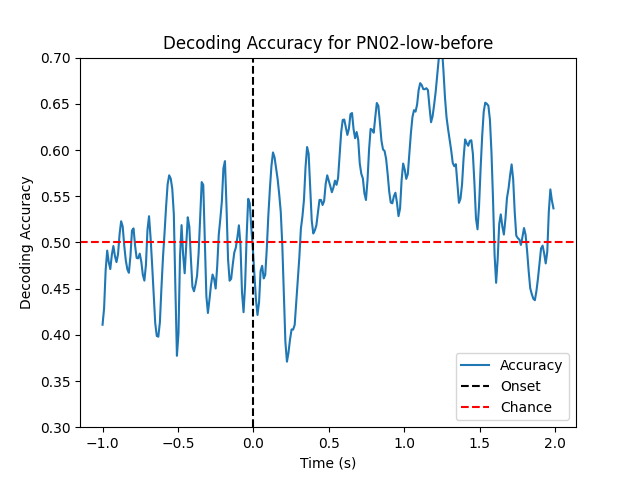 Decoding Accuracy for PN02-low-before
Decoding Accuracy
0.70
0.65
0.60
0.55
0.50
0.45
0.40
0.35
0.30
Accuracy
Onset
Chance
−1.0 −0.5 0.0 0.5 1.0 1.5 2.0
Time (s)